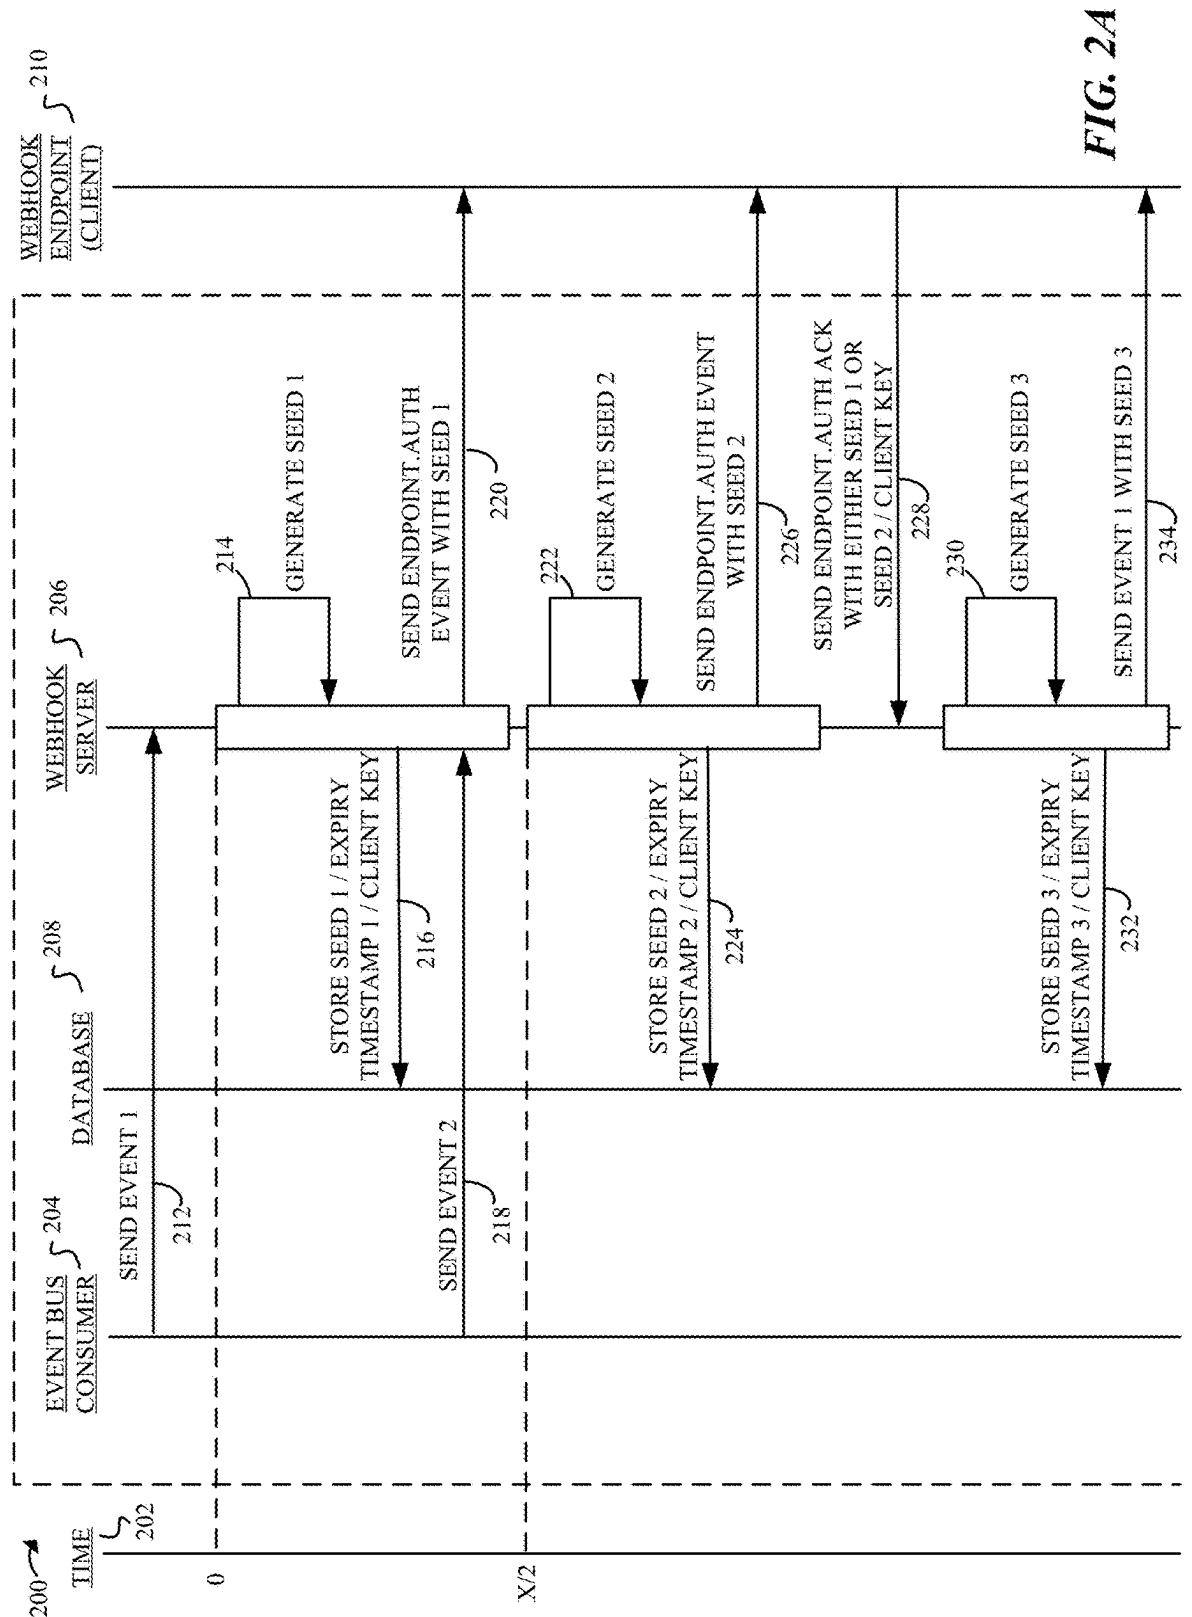 200
TIME
202
EVENT BUS
CONSUMER
204
DATABASE
208
WEBHOOK
SERVER
206
WEBHOOK
ENDPOINT
(CLIENT)
210
SEND EVENT 1
212
0
214
GENERATE SEED 1
STORE SEED 1 / EXPIRY
TIMESTAMP 1 / CLIENT KEY
216
SEND EVENT 2
218
SEND ENDPOINT.AUTH
EVENT WITH SEED 1
220
X/2
222
GENERATE SEED 2
STORE SEED 2 / EXPIRY
TIMESTAMP 2 / CLIENT KEY
224
SEND ENDPOINT.AUTH EVENT
WITH SEED 2
226
SEND ENDPOINT.AUTH ACK
WITH EITHER SEED 1 OR
SEED 2 / CLIENT KEY
228
230
GENERATE SEED 3
STORE SEED 3 / EXPIRY
TIMESTAMP 3 / CLIENT KEY
232
SEND EVENT 1 WITH SEED 3
234
FIG. 2A